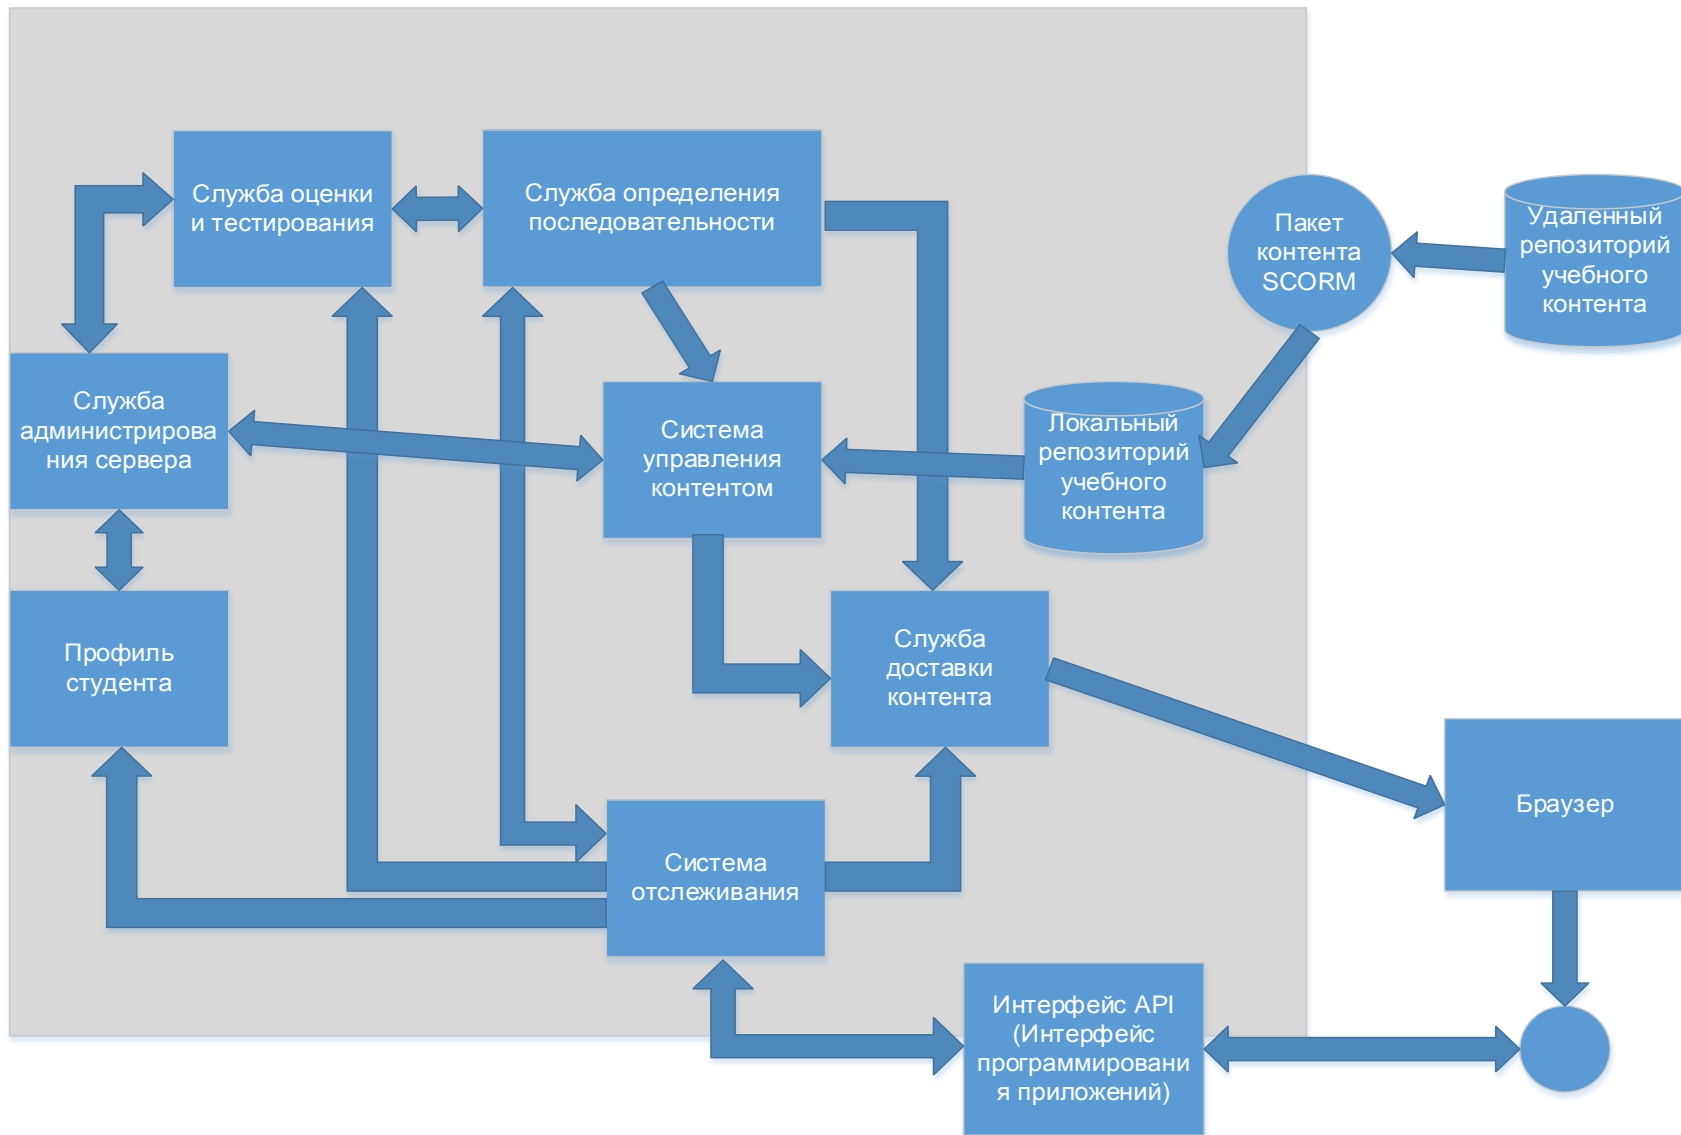 Служба оценки
и тестирования
Служба определения
последовательности
Пакет
контента
SCORM
Удаленный
репозиторий
учебного
контента
Служба
администрирова
ния сервера
Система
управления
контентом
Локальный
репозиторий
учебного
контента
Профиль
студента
Служба
доставки
контента
Браузер
Система
отслеживания
Интерфейс API
(Интерфейс
программировани
я приложений)